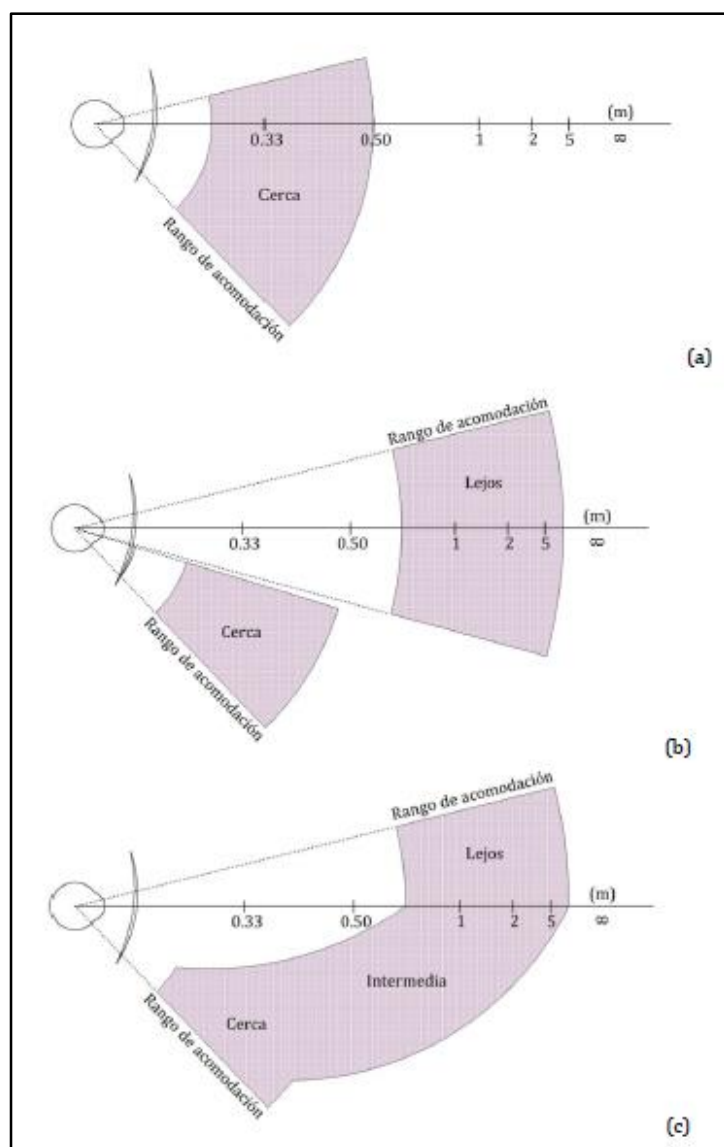 (m)
0.33 0.50 1 2 5 ∞
Cerca
Rango de acomodación
(a)
Rango de acomodación
Lejos
(m)
0.33 0.50 1 2 5 ∞
Cerca
Rango de acomodación
(b)
Rango de acomodación
Lejos
(m)
0.33 0.50 1 2 5 ∞
Intermedia
Cerca
Rango de acomodación
(c)